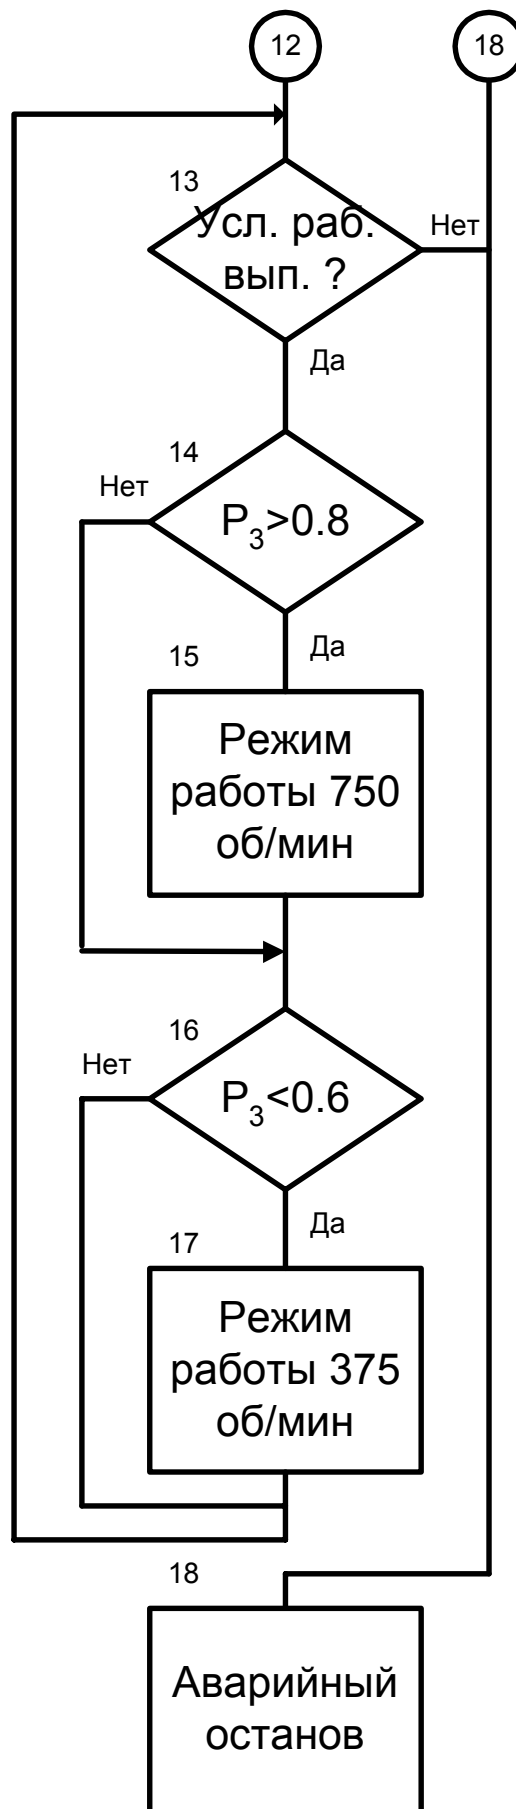 12
18
13
Усл. раб.
вып. ?
Нет
Да
14
Нет
P₃>0.8
Да
15
Режим
работы 750
об/мин
16
Нет
P₃<0.6
Да
17
Режим
работы 375
об/мин
18
Аварийный
останов